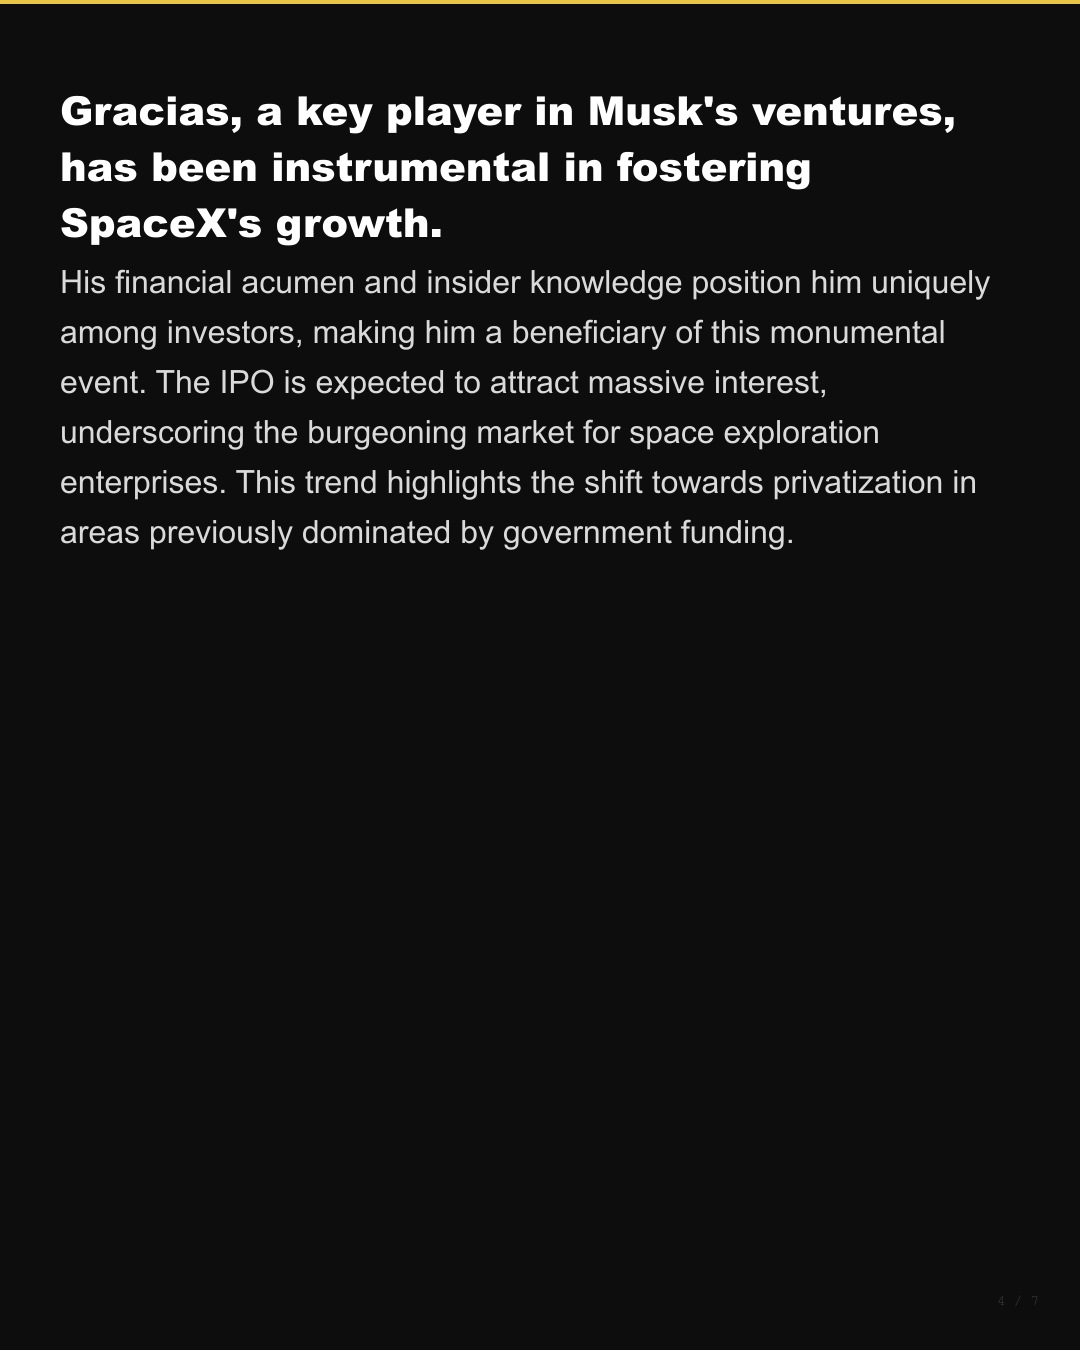 Gracias, a key player in Musk's ventures,
has been instrumental in fostering
SpaceX's growth.
His financial acumen and insider knowledge position him uniquely
among investors, making him a beneficiary of this monumental
event. The IPO is expected to attract massive interest,
underscoring the burgeoning market for space exploration
enterprises. This trend highlights the shift towards privatization in
areas previously dominated by government funding.
4 / 7